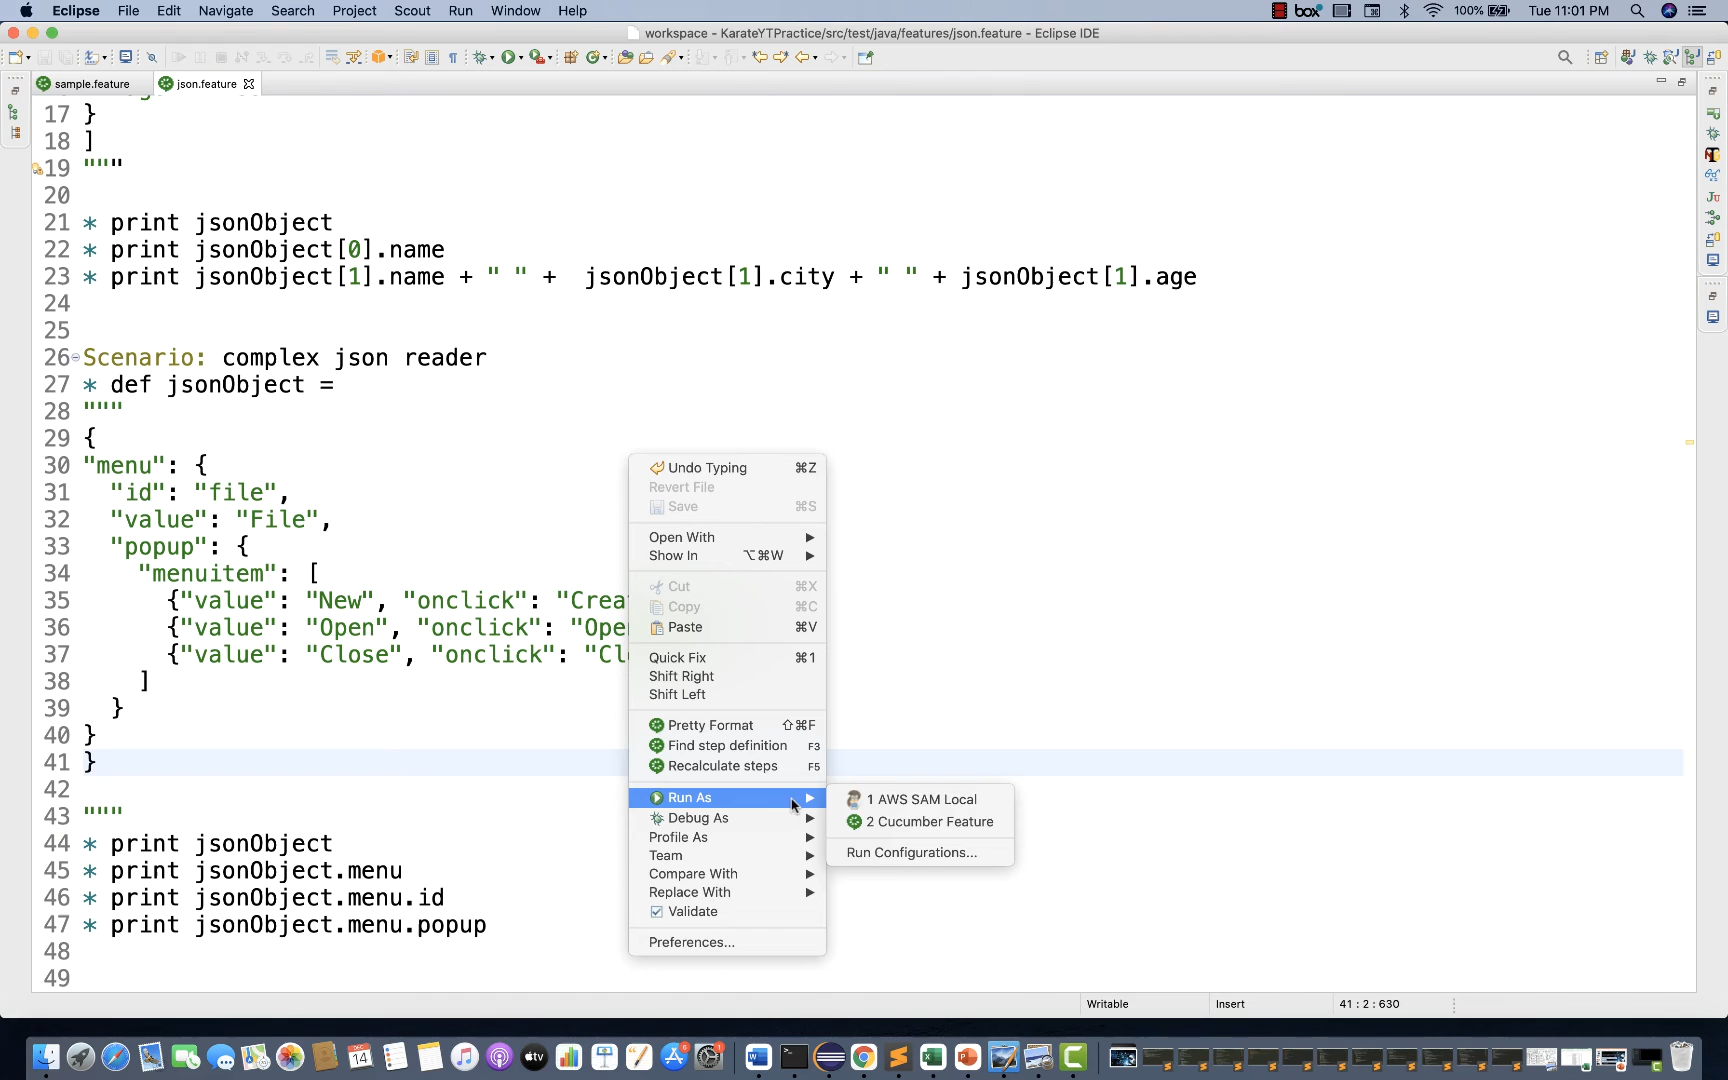 Eclipse File Edit Navigate Search Project Scout Run Window Help box 100% Tue 11:01 PM
workspace - KarateYTPractice/src/test/java/features/json.feature - Eclipse IDE
sample.feature json.feature
17 }
18 ]
19 """
20
21 * print jsonObject
22 * print jsonObject[0].name
23 * print jsonObject[1].name + " " + jsonObject[1].city + " " + jsonObject[1].age
24
25
26 Scenario: complex json reader
27 * def jsonObject =
28 """
29 {
30 "menu": {
31 "id": "file",
32 "value": "File",
33 "popup": {
34 "menuitem": [
35 {"value": "New", "onclick": "Crea
36 {"value": "Open", "onclick": "Ope
37 {"value": "Close", "onclick": "Cl
38 ]
39 }
40 }
41 }
42
43 """
44 * print jsonObject
45 * print jsonObject.menu
46 * print jsonObject.menu.id
47 * print jsonObject.menu.popup
48
49
Undo Typing ⌘Z
Revert File
Save ⌘S
Open With
Show In ⌥⌘W
Cut ⌘X
Copy ⌘C
Paste ⌘V
Quick Fix ⌘1
Shift Right
Shift Left
Pretty Format ⇧⌘F
Find step definition F3
Recalculate steps F5
Run As
Debug As
Profile As
Team
Compare With
Replace With
Validate
Preferences...
1 AWS SAM Local
2 Cucumber Feature
Run Configurations...
Writable Insert 41 : 2 : 630